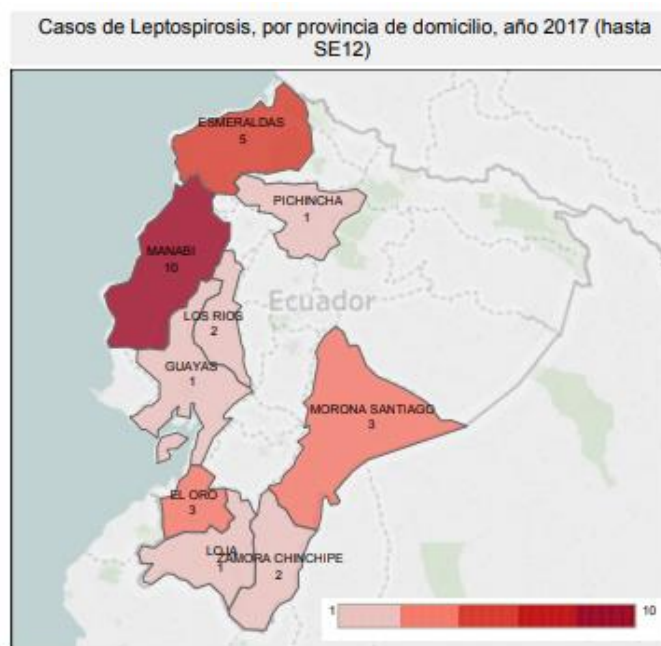 Casos de Leptospirosis, por provincia de domicilio, año 2017 (hasta
SE12)
ESMERALDAS
5
PICHINCHA
1
MANABI
10
Ecuador
LOS RIOS
2
GUAYAS
1
MORONA SANTIAGO
3
EL ORO
3
LOJA
1
ZAMORA CHINCHIPE
2
1
10